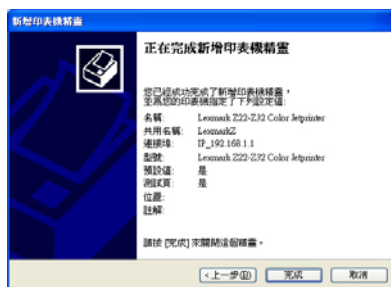 新增印表機精靈
正在完成新增印表機精靈
您已經成功完成了新增印表機精靈，
並為您的印表機指定了下列設定值:
名稱: Lexmark Z22-Z32 Color Jetprinter
共用名稱: LexmarkZ
連接埠: IP_192.168.1.1
型號: Lexmark Z22-Z32 Color Jetprinter
預設值: 是
測試頁: 是
位置:
註解:
請按 [完成] 來關閉這個精靈。
<上一步(B) 完成 取消